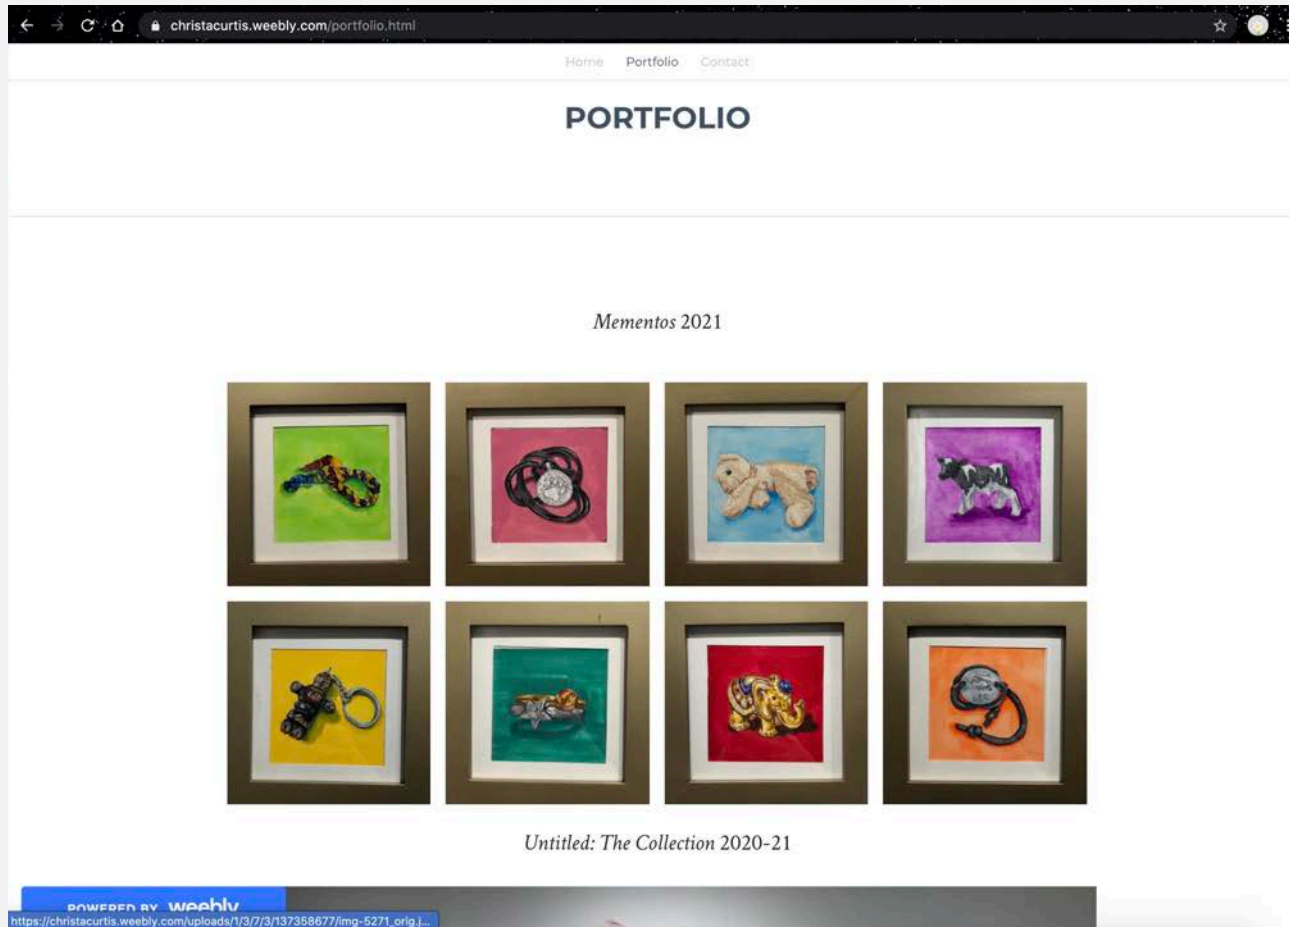 christacurtis.weebly.com/portfolio.html
Home Portfolio Contact
PORTFOLIO
Mementos 2021
Untitled: The Collection 2020-21
POWERED BY weebly
https://christacurtis.weebly.com/uploads/1/3/7/3/137358677/img-5271_orig.j...